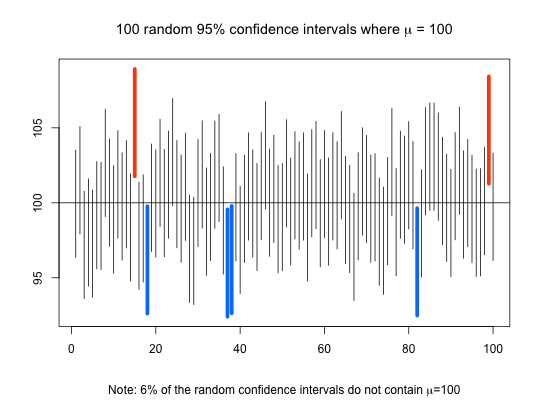 100 random 95% confidence intervals where μ = 100
105
100
95
0 20 40 60 80 100
Note: 6% of the random confidence intervals do not contain μ=100